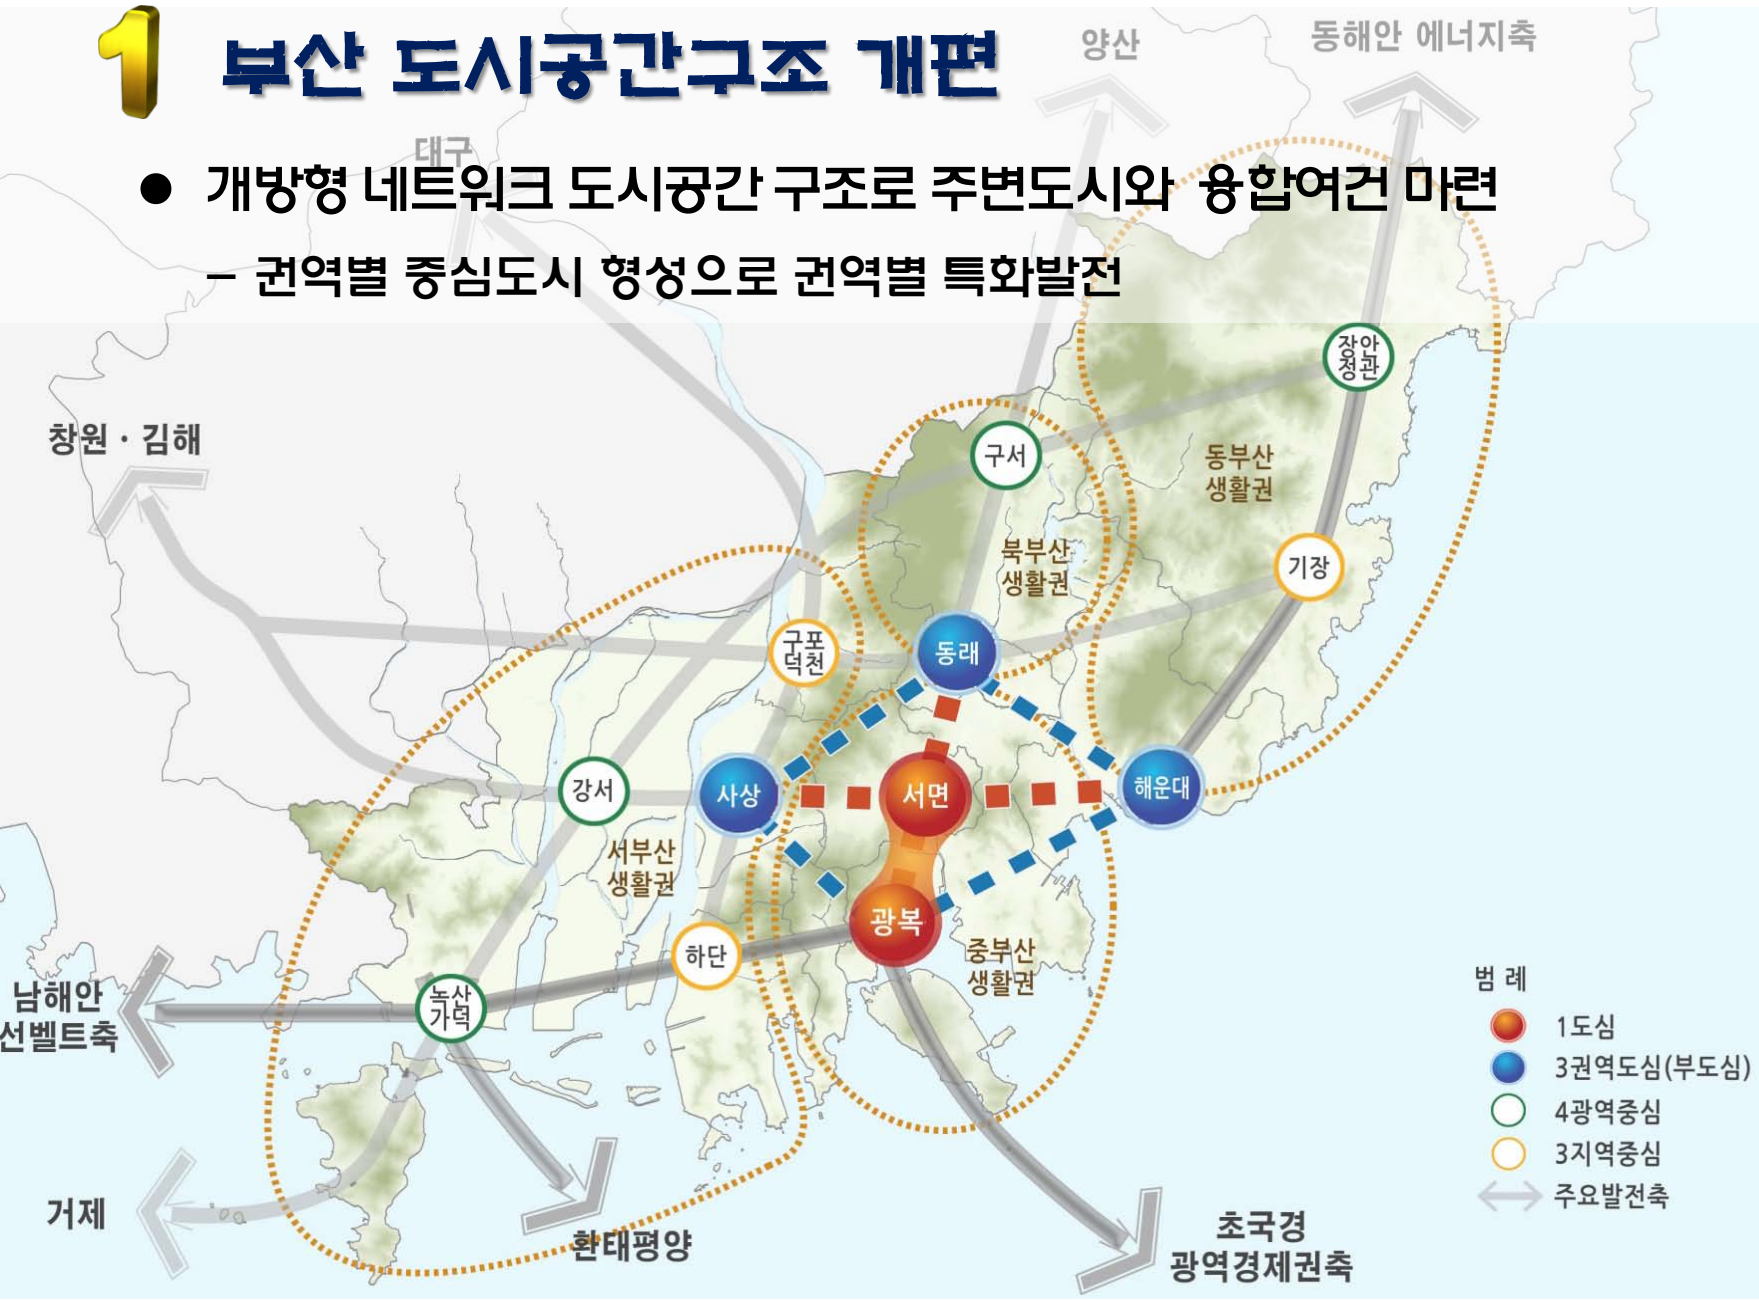 1 부산 도시공간구조 개편
양산
동해안 에너지축
대구
● 개방형 네트워크 도시공간 구조로 주변도시와 융합여건 마련
– 권역별 중심도시 형성으로 권역별 특화발전
창원 · 김해
장안
정관
구서
동부산
생활권
북부산
생활권
기장
구포
덕천
동래
강서
사상
서면
해운대
서부산
생활권
광복
하단
중부산
생활권
녹산
가덕
남해안
선벨트축
거제
환태평양
초국경
광역경제권축
범 례
1도심
3권역도심(부도심)
4광역중심
3지역중심
주요발전축